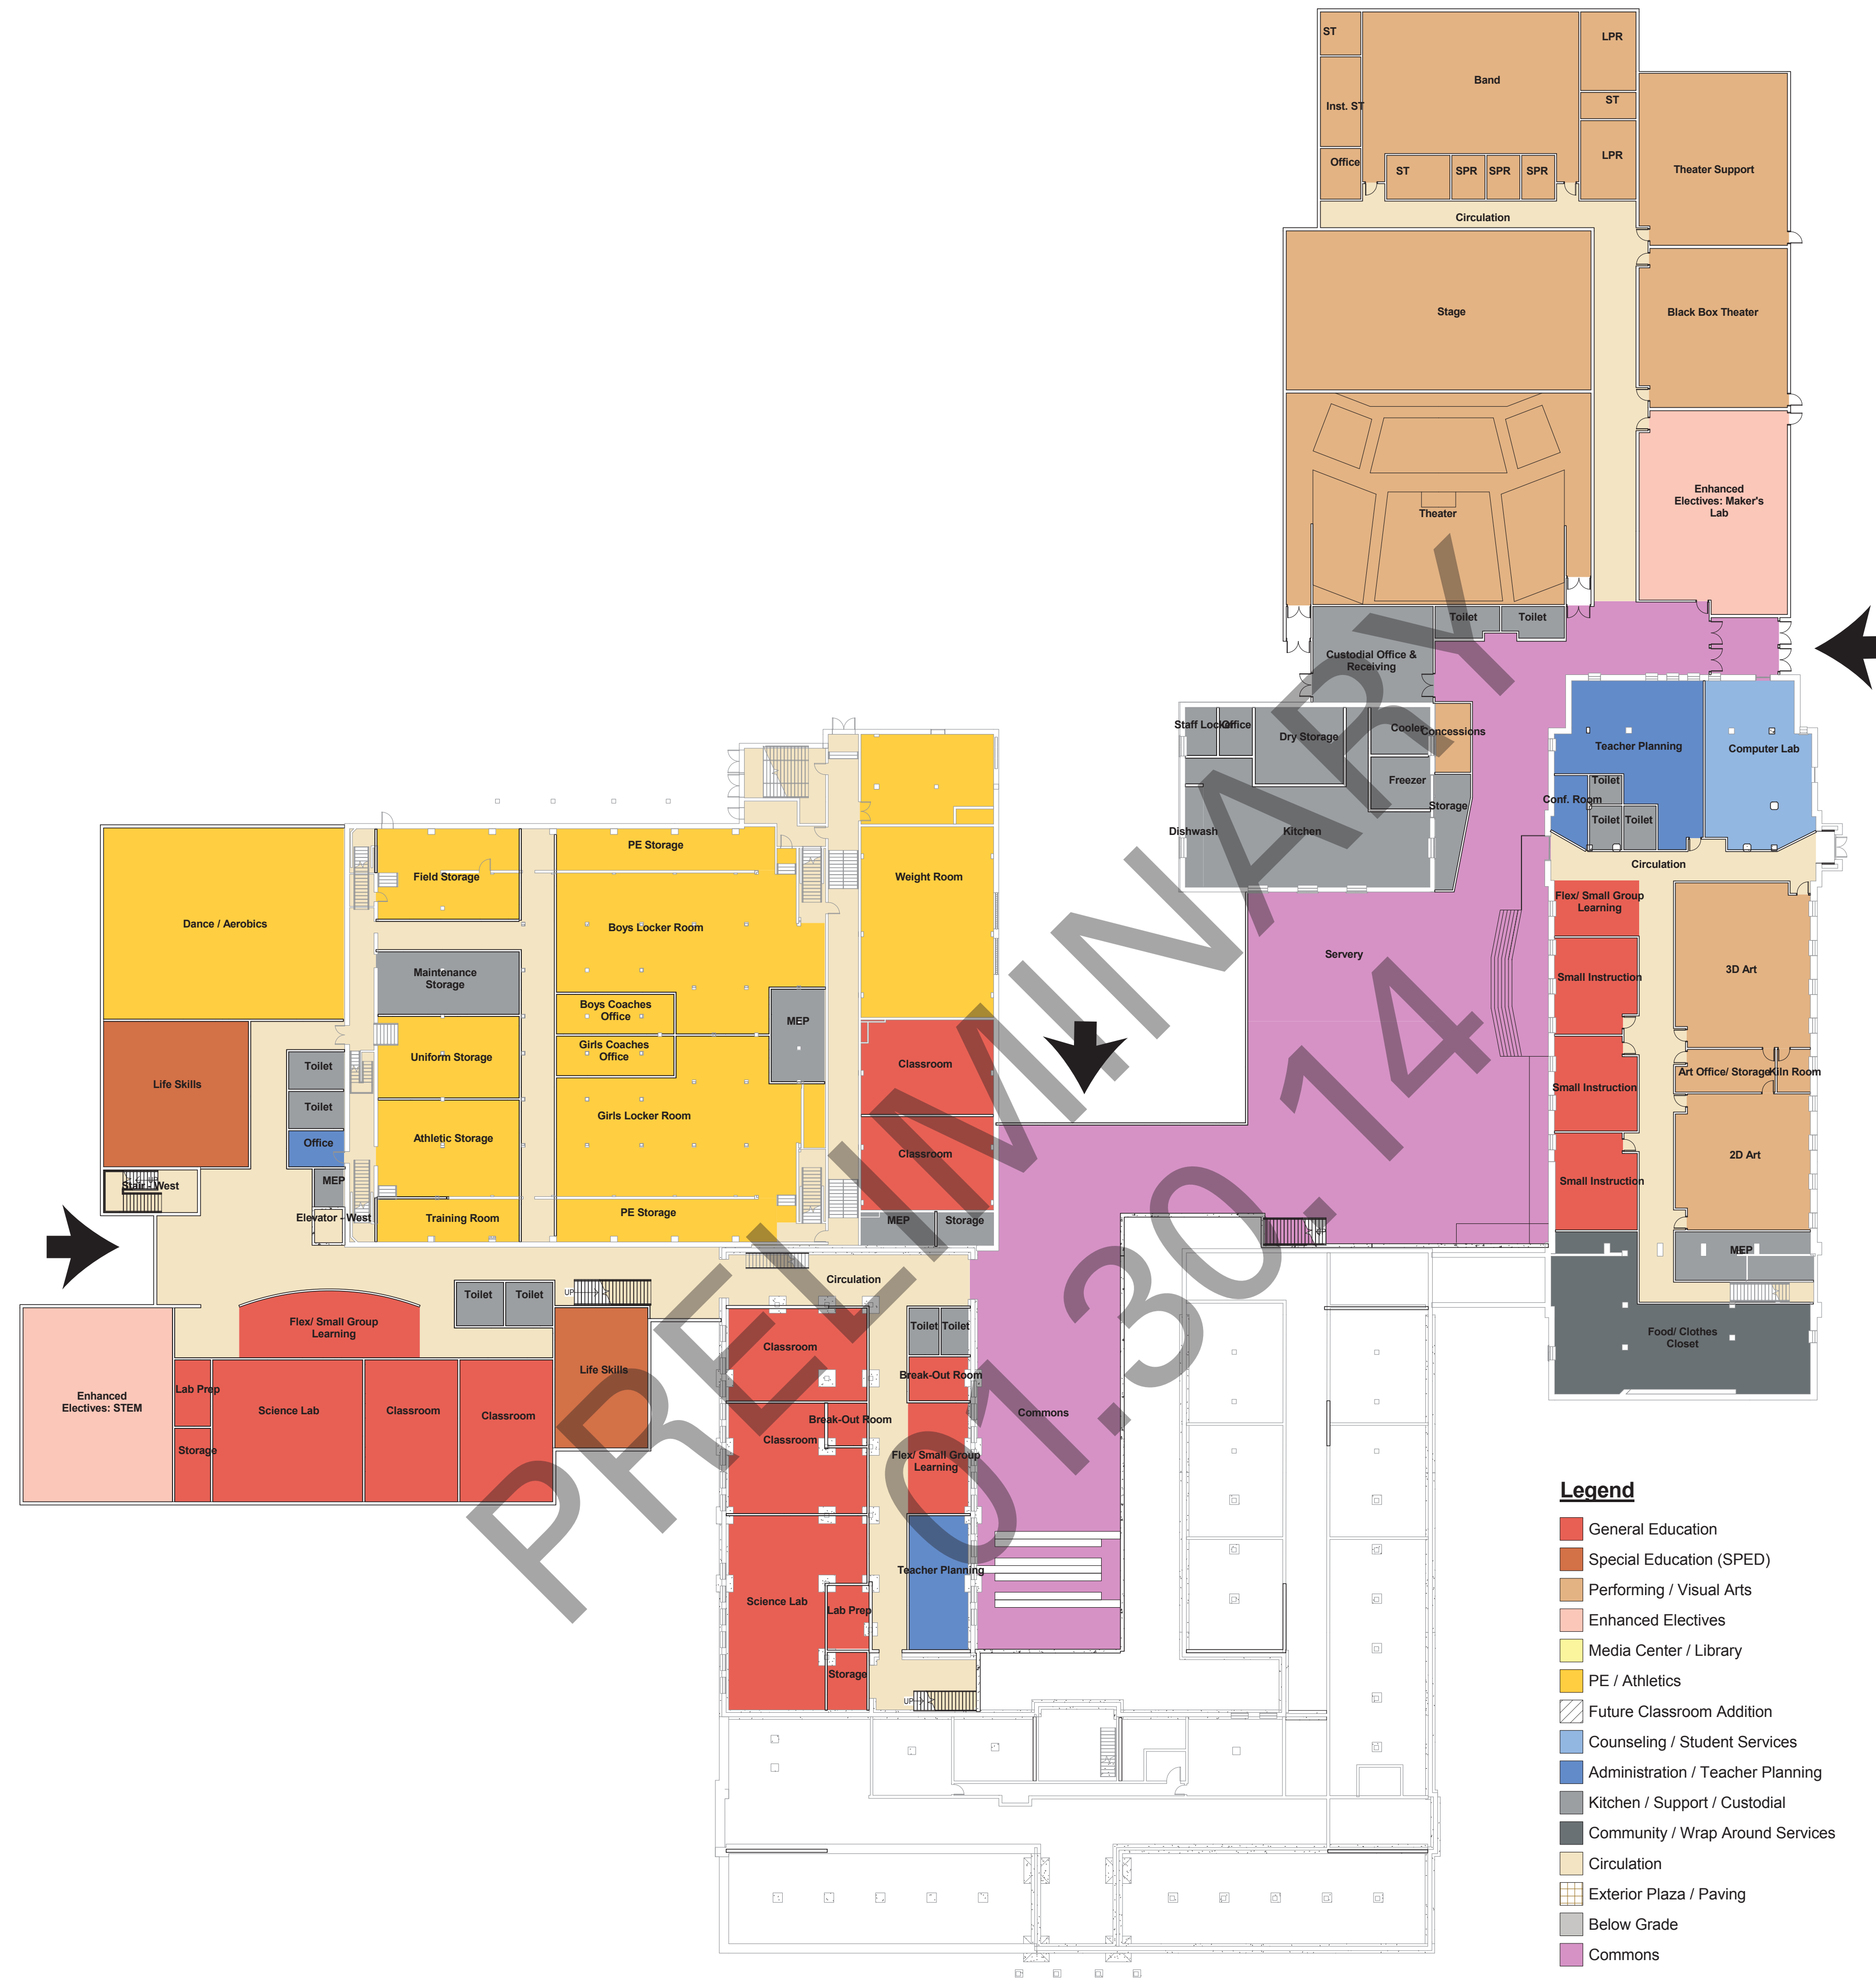 ST
LPR
Band
Inst. ST
ST
Office
LPR
ST
SPR
SPR
SPR
Theater Support
Circulation
Stage
Black Box Theater
Enhanced
Electives: Maker's
Lab
Theater
Toilet
Toilet
Custodial Office &
Receiving
Staff Locker
Office
Dry Storage
Cooler
Concessions
Freezer
Storage
Dishwash
Kitchen
Teacher Planning
Computer Lab
Toilet
Conf. Room
Toilet
Toilet
Circulation
Flex/ Small Group
Learning
Servery
Small Instruction
3D Art
Small Instruction
Art Office/ Storage
Kiln Room
Small Instruction
2D Art
MEP
Food/ Clothes
Closet
PE Storage
Field Storage
Weight Room
Dance / Aerobics
Boys Locker Room
Maintenance
Storage
Boys Coaches
Office
MEP
Girls Coaches
Office
Uniform Storage
Toilet
Classroom
Life Skills
Toilet
Girls Locker Room
Athletic Storage
Office
Classroom
UP
Stair - West
MEP
Elevator - West
Training Room
PE Storage
MEP
Storage
Circulation
UP
Toilet
Toilet
Flex/ Small Group
Learning
Toilet
Toilet
Classroom
Life Skills
Break-Out Room
Lab Prep
Enhanced
Electives: STEM
Science Lab
Classroom
Classroom
Storage
Break-Out Room
Classroom
Commons
Flex/ Small Group
Learning
Teacher Planning
Science Lab
Lab Prep
Storage
UP
PRELIMINARY
01.30.14
Legend
General Education
Special Education (SPED)
Performing / Visual Arts
Enhanced Electives
Media Center / Library
PE / Athletics
Future Classroom Addition
Counseling / Student Services
Administration / Teacher Planning
Kitchen / Support / Custodial
Community / Wrap Around Services
Circulation
Exterior Plaza / Paving
Below Grade
Commons